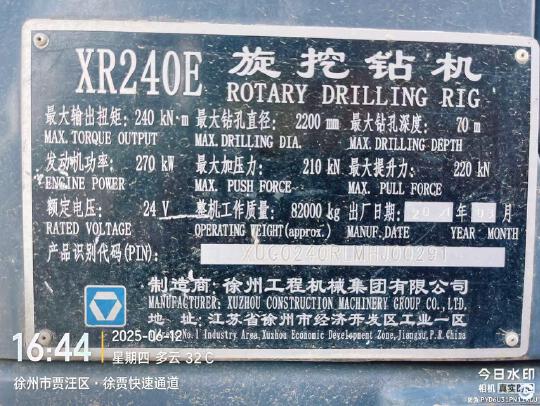 XR240E 旋挖钻机
ROTARY DRILLING RIG
最大输出扭矩: 240 kN·m 最大钻孔直径: 2200 mm 最大钻孔深度: 70 m
MAX. TORQUE OUTPUT MAX. DRILLING DIA. MAX. DRILLING DEPTH
发动机功率: 270 kW 最大加压力: 210 kN 最大提升力: 220 kN
ENGINE POWER MAX. PUSH FORCE MAX. PULL FORCE
额定电压: 24 V 整机工作质量: 82000 kg 出厂日期: 年 月
RATED VOLTAGE OPERATING WEIGHT(approx.) MANUF.DATE YEAR MONTH
产品识别代码(PIN):
制造商:徐州工程机械集团有限公司
MANUFACTURER: XUZHOU CONSTRUCTION MACHINERY GROUP CO., LTD.
地 址:江苏省徐州市经济开发区工业一区
No.1 Industry Area, Xuzhou Economic Development Zone, Jiangsu, P.R.China
16:44
2025-06-12
星期四 多云 32℃
徐州市贾汪区·徐贾快速通道
今日水印
相机 真实